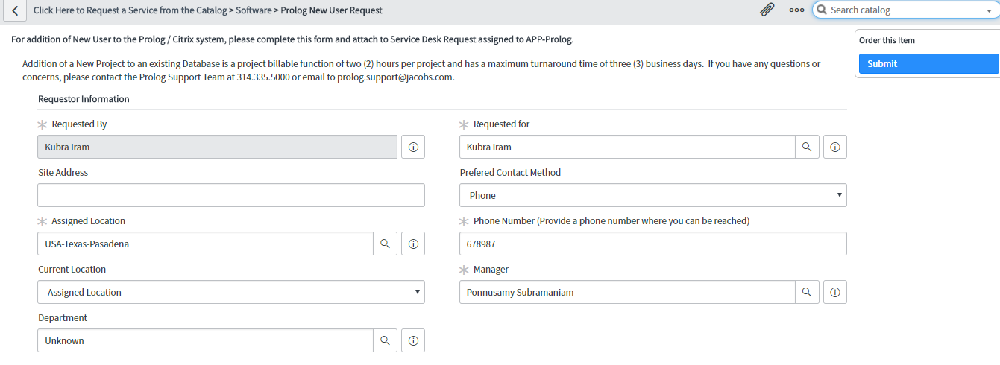 Click Here to Request a Service from the Catalog > Software > Prolog New User Request
Search catalog
For addition of New User to the Prolog / Citrix system, please complete this form and attach to Service Desk Request assigned to APP-Prolog.
Order this Item
Submit
Addition of a New Project to an existing Database is a project billable function of two (2) hours per project and has a maximum turnaround time of three (3) business days. If you have any questions or
concerns, please contact the Prolog Support Team at 314.335.5000 or email to prolog.support@jacobs.com.
Requestor Information
Requested By
Requested for
Kubra Iram
Kubra Iram
Site Address
Prefered Contact Method
Phone
Assigned Location
Phone Number (Provide a phone number where you can be reached)
USA-Texas-Pasadena
678987
Current Location
Manager
Assigned Location
Ponnusamy Subramaniam
Department
Unknown